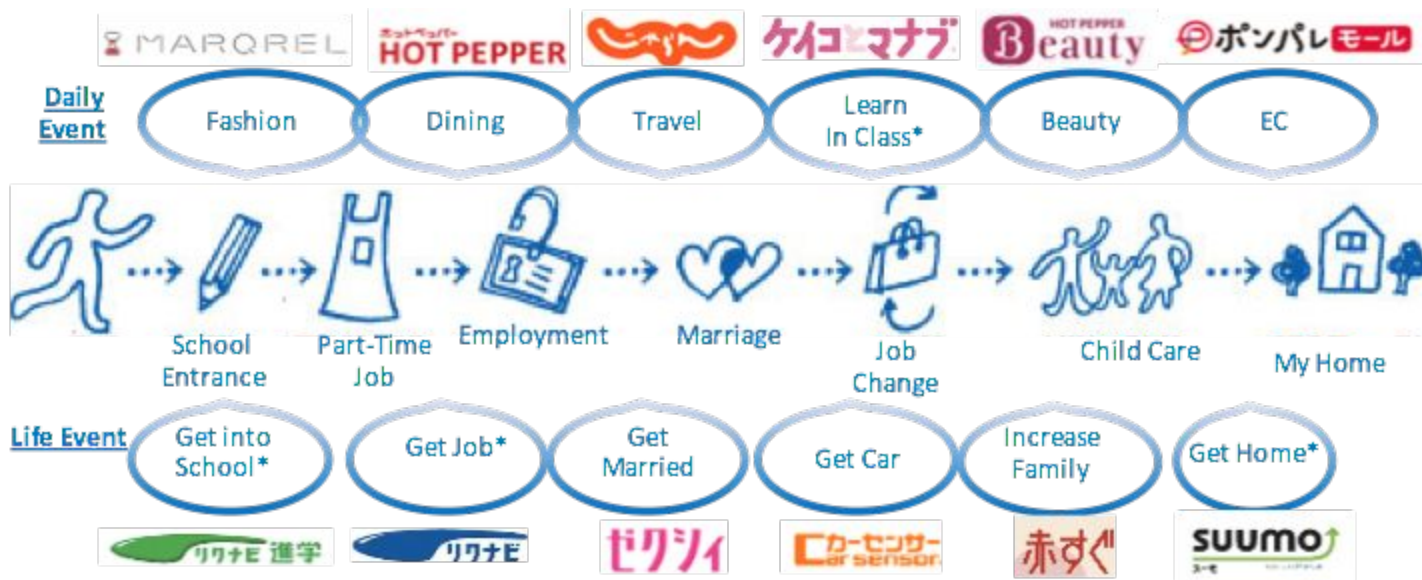 MARQREL
ホットペッパー
HOT PEPPER
じゃらん
ケイコとマナブ
HOT PEPPER
Beauty
ポンパレモール
Daily
Event
Fashion
Dining
Travel
Learn
In Class*
Beauty
EC
School
Entrance
Part-Time
Job
Employment
Marriage
Job
Change
Child Care
My Home
Life Event
Get into
School*
Get Job*
Get
Married
Get Car
Increase
Family
Get Home*
リクナビ進学
リクナビ
ゼクシィ
カーセンサー
Car sensor
赤すぐ
SUUMO
スーモ